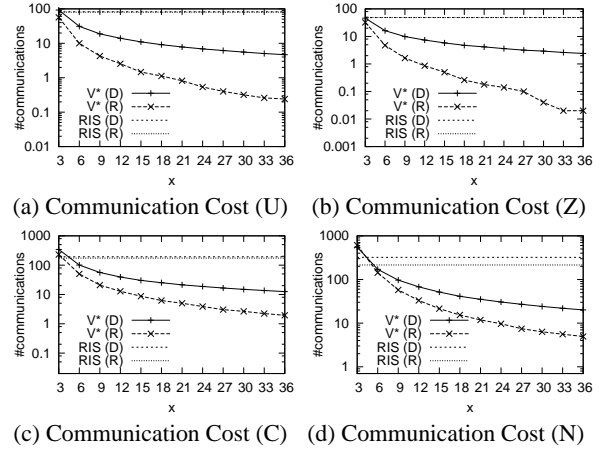 100
10
1
0.1
0.01
#communications
V* (D)
V* (R)
RIS (D)
RIS (R)
3 6 9 12 15 18 21 24 27 30 33 36
x
(a) Communication Cost (U)
100
10
1
0.1
0.01
0.001
#communications
V* (D)
V* (R)
RIS (D)
RIS (R)
3 6 9 12 15 18 21 24 27 30 33 36
x
(b) Communication Cost (Z)
1000
100
10
1
0.1
#communications
V* (D)
V* (R)
RIS (D)
RIS (R)
3 6 9 12 15 18 21 24 27 30 33 36
x
(c) Communication Cost (C)
1000
100
10
1
#communications
V* (D)
V* (R)
RIS (D)
RIS (R)
3 6 9 12 15 18 21 24 27 30 33 36
x
(d) Communication Cost (N)